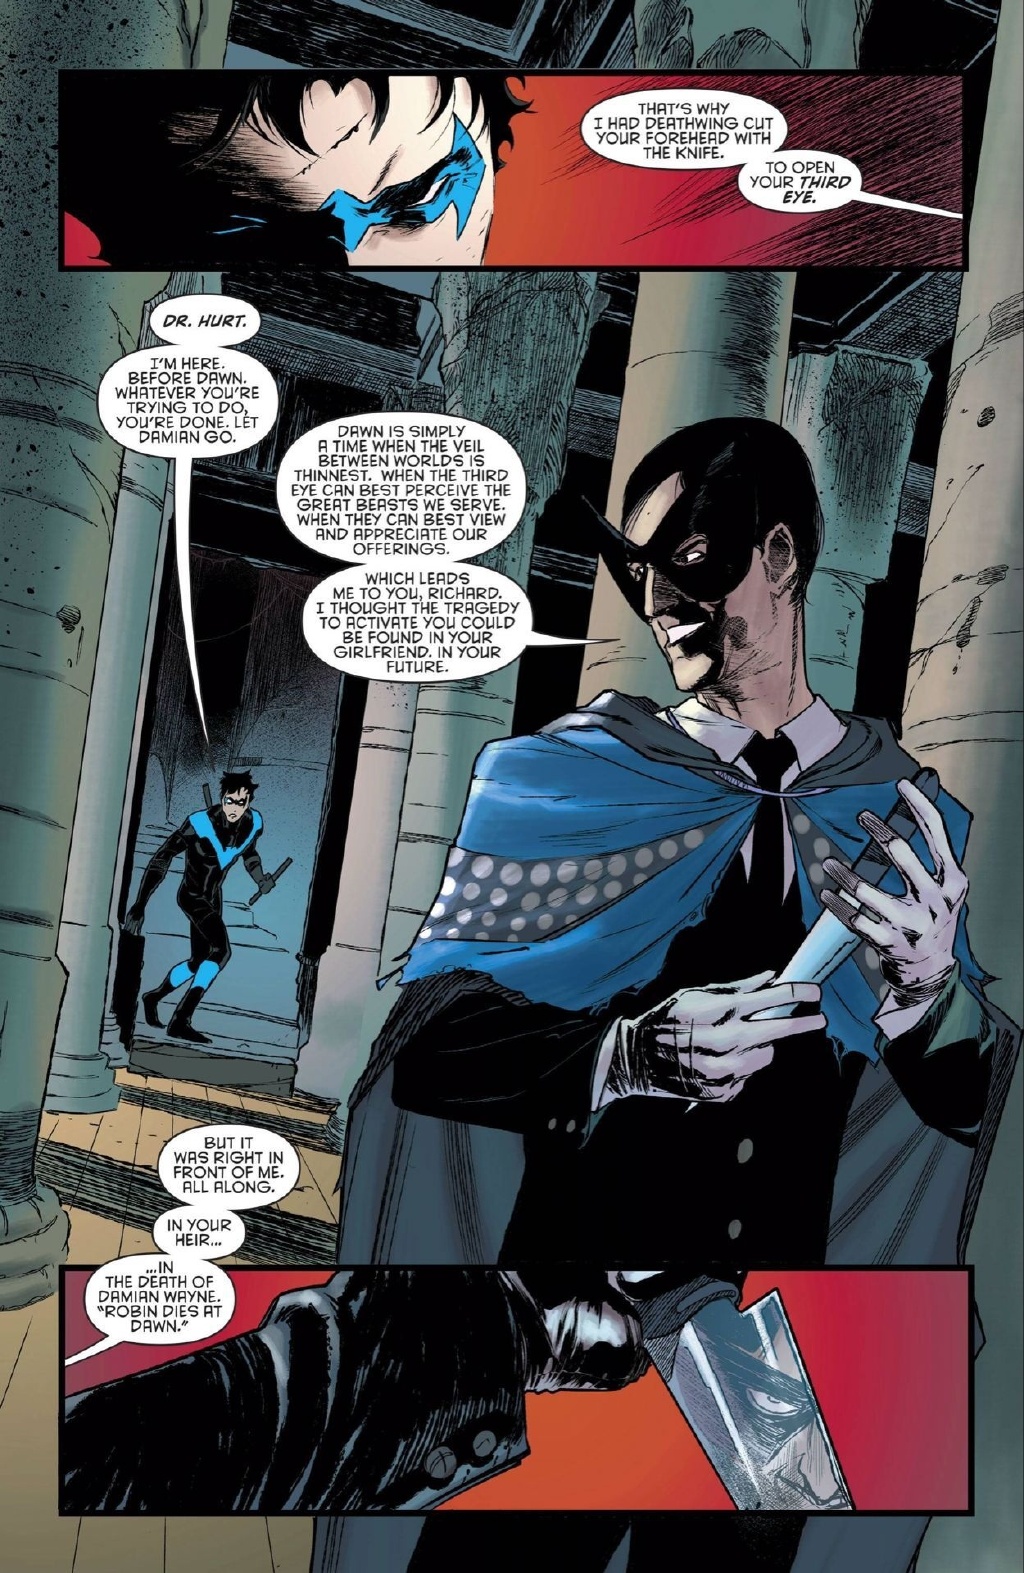 THAT'S WHY
I HAD DEATHWING CUT
YOUR FOREHEAD WITH
THE KNIFE.
TO OPEN
YOUR THIRD
EYE.
DR. HURT.
I'M HERE.
BEFORE DAWN.
WHATEVER YOU'RE
TRYING TO DO,
YOU'RE DONE. LET
DAMIAN GO.
DAWN IS SIMPLY
A TIME WHEN THE VEIL
BETWEEN WORLDS IS
THINNEST. WHEN THE THIRD
EYE CAN BEST PERCEIVE THE
GREAT BEASTS WE SERVE.
WHEN THEY CAN BEST VIEW
AND APPRECIATE OUR
OFFERINGS.
WHICH LEADS
ME TO YOU, RICHARD.
I THOUGHT THE TRAGEDY
TO ACTIVATE YOU COULD
BE FOUND IN YOUR
GIRLFRIEND. IN YOUR
FUTURE.
BUT IT
WAS RIGHT IN
FRONT OF ME.
ALL ALONG.
IN YOUR
HEIR...
...IN
THE DEATH OF
DAMIAN WAYNE.
"ROBIN DIES AT
DAWN."